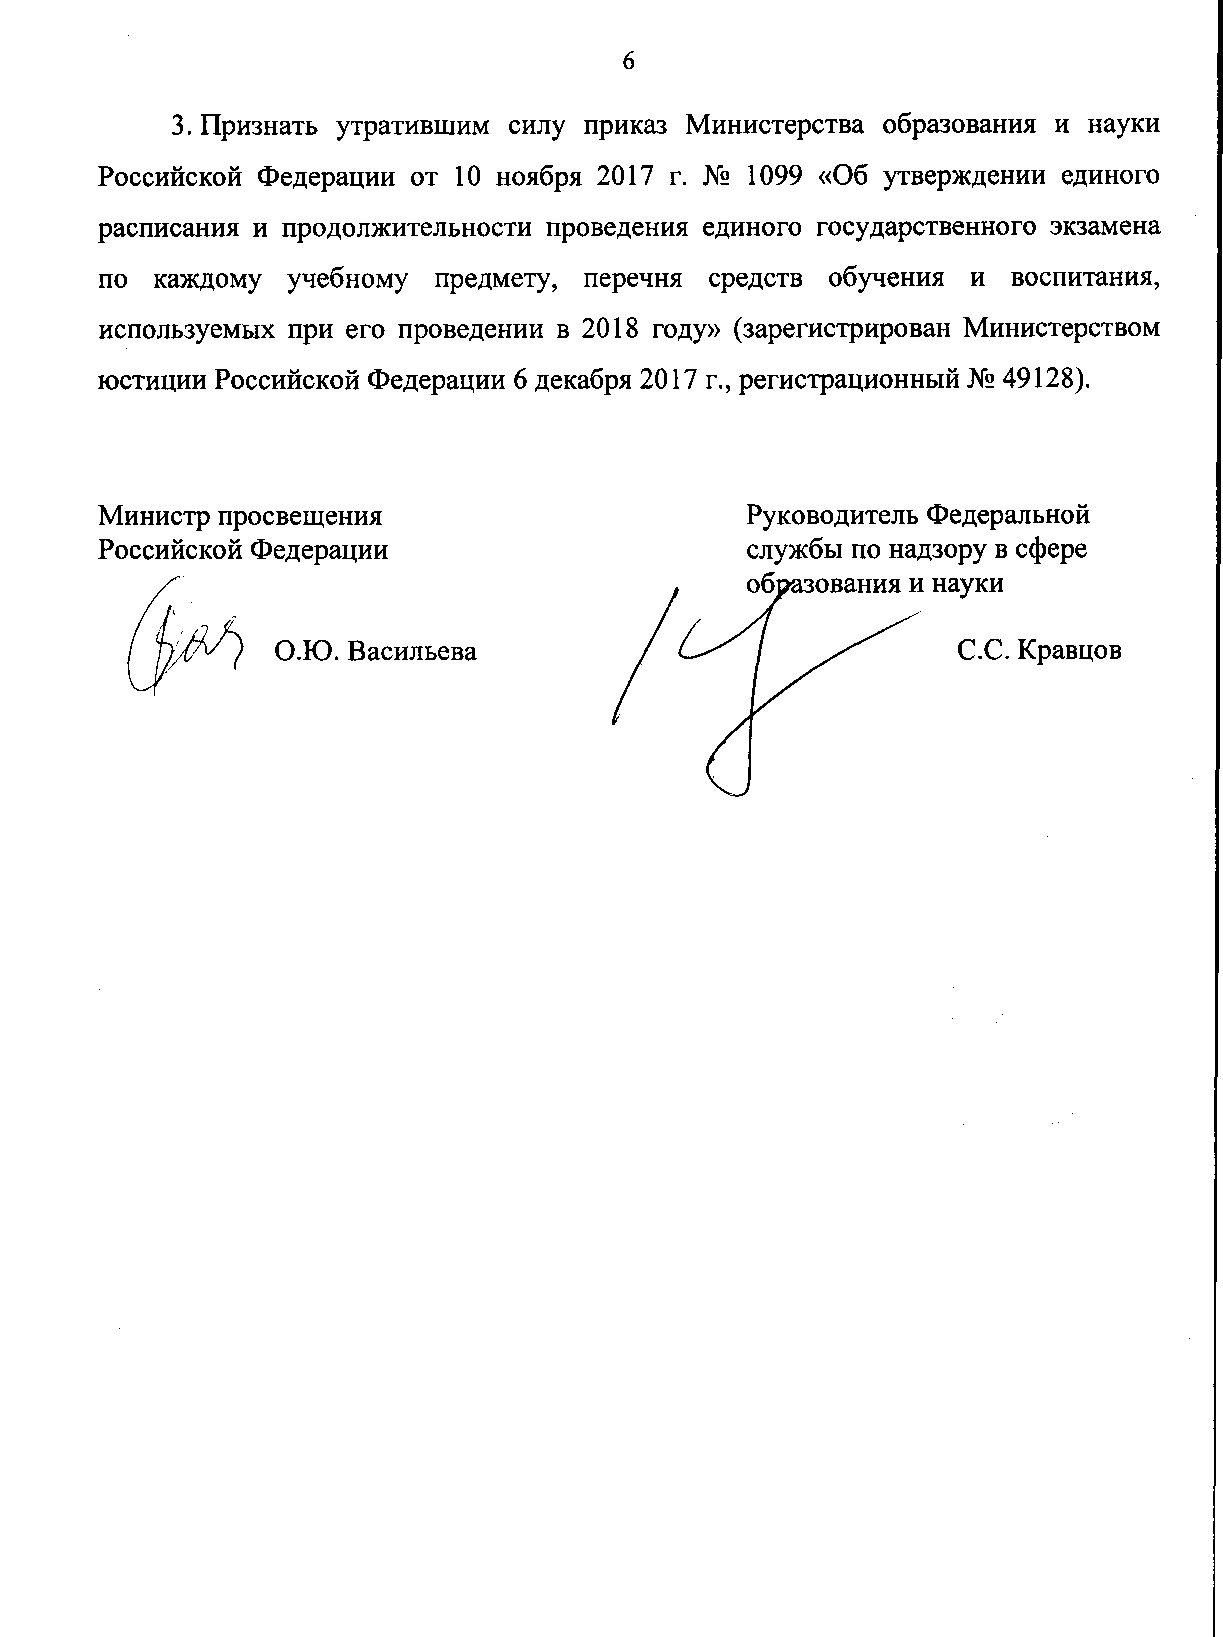 6
3. Признать утратившим силу приказ Министерства образования и науки
Российской Федерации от 10 ноября 2017 г. № 1099 «Об утверждении единого
расписания и продолжительности проведения единого государственного экзамена
по каждому учебному предмету, перечня средств обучения и воспитания,
используемых при его проведении в 2018 году» (зарегистрирован Министерством
юстиции Российской Федерации 6 декабря 2017 г., регистрационный № 49128).
Министр просвещения
Российской Федерации
О.Ю. Васильева
Руководитель Федеральной
службы по надзору в сфере
образования и науки
С.С. Кравцов